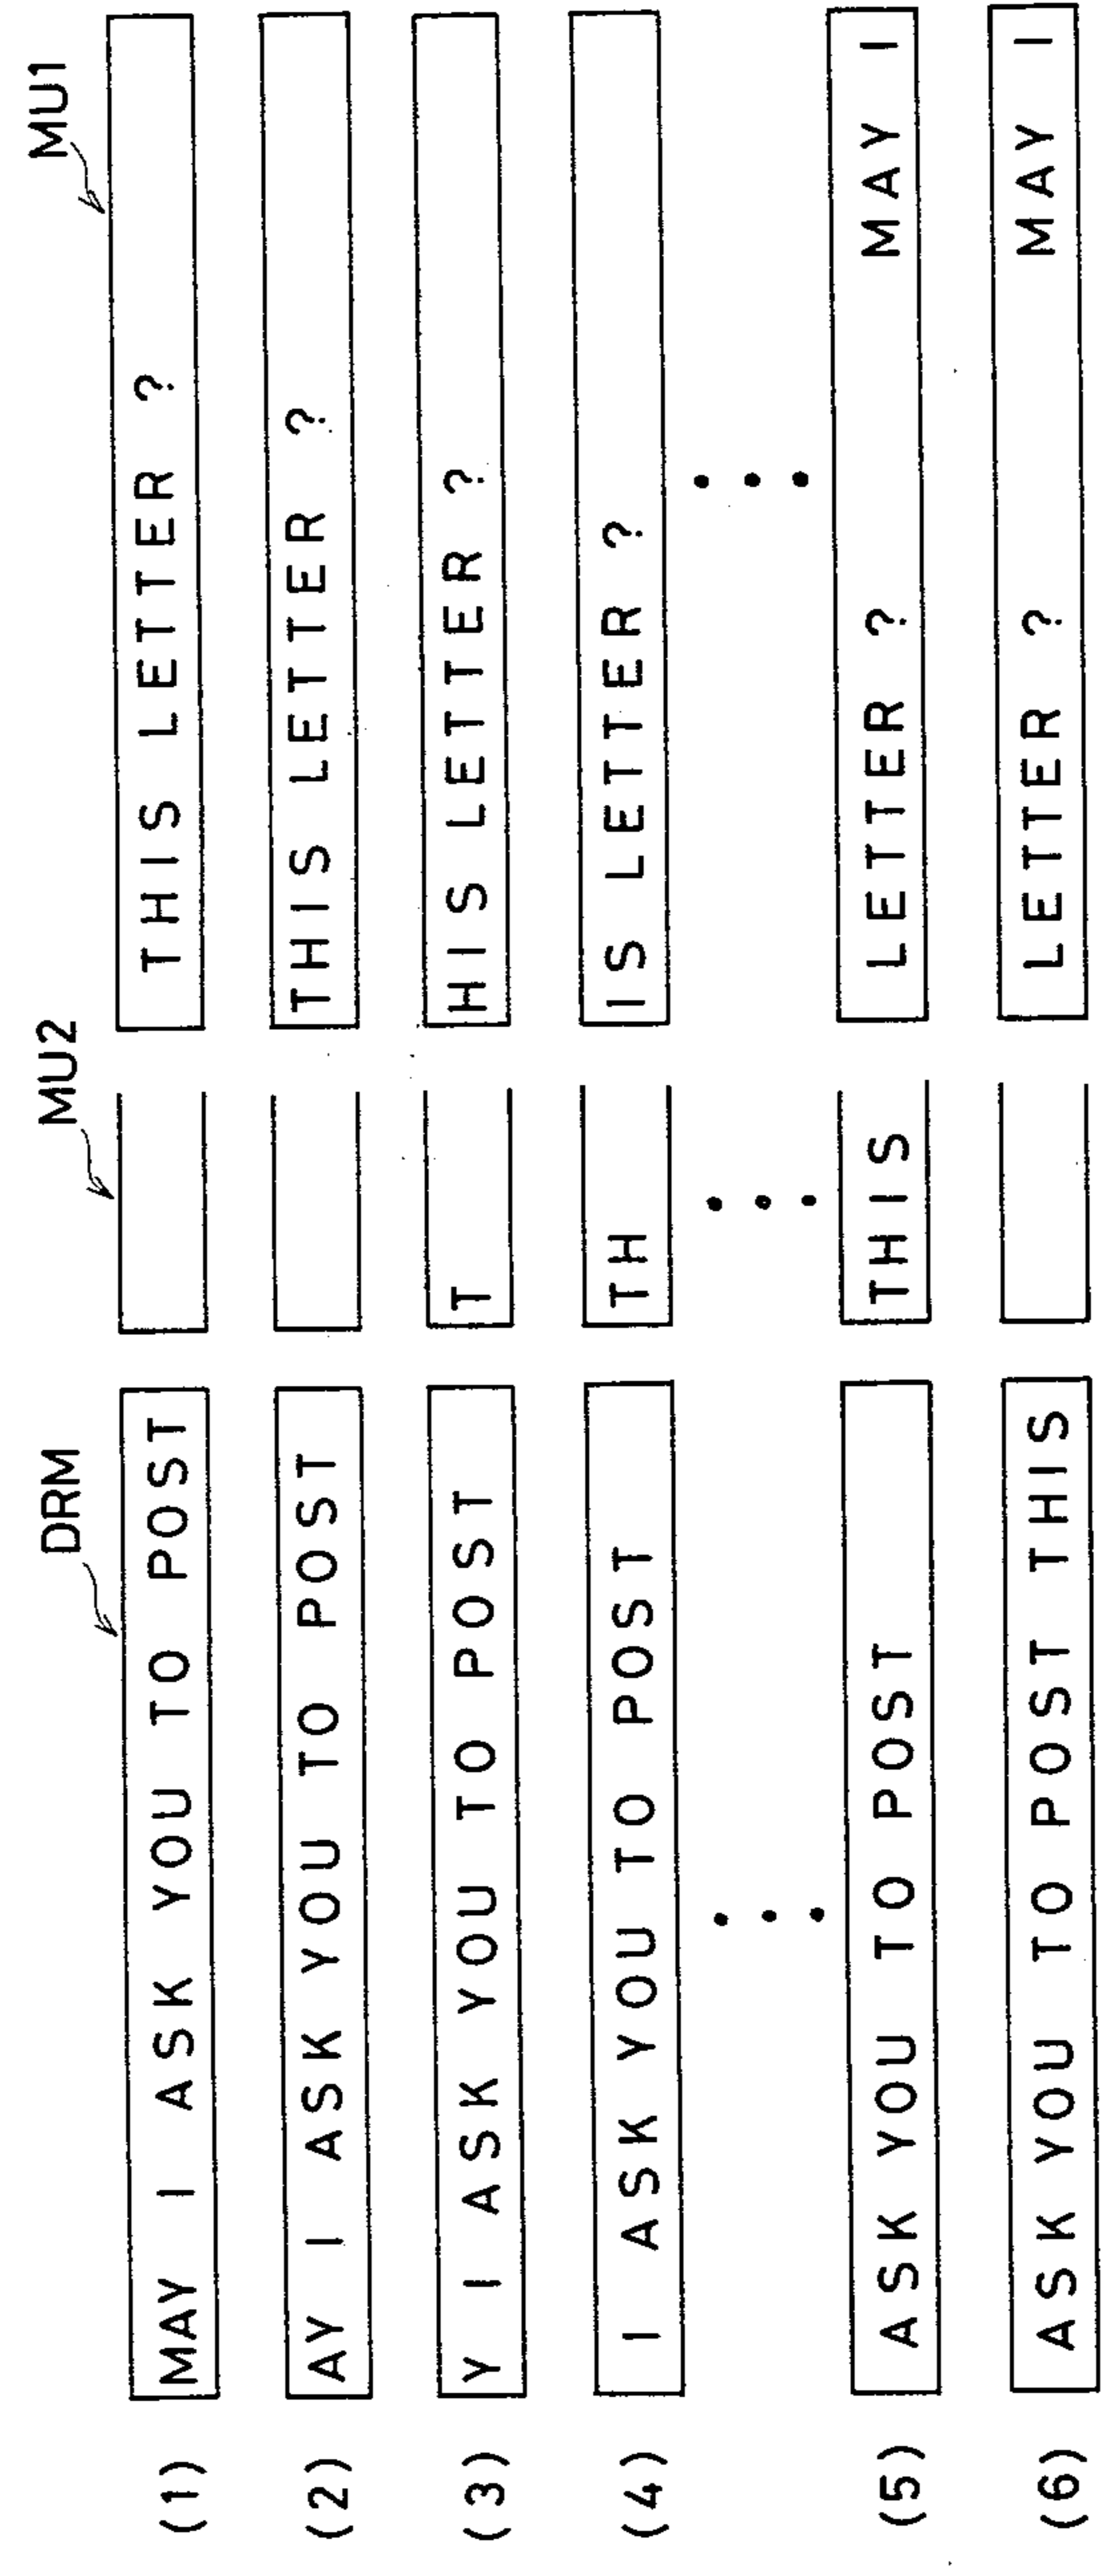 DRM MU2 MU1
(1) MAY I ASK YOU TO POST THIS LETTER ?
(2) AY I ASK YOU TO POST THIS LETTER ?
(3) Y I ASK YOU TO POST T HIS LETTER ?
(4) I ASK YOU TO POST TH IS LETTER ?
(5) ASK YOU TO POST THIS LETTER ? MAY I
(6) ASK YOU TO POST THIS LETTER ? MAY I